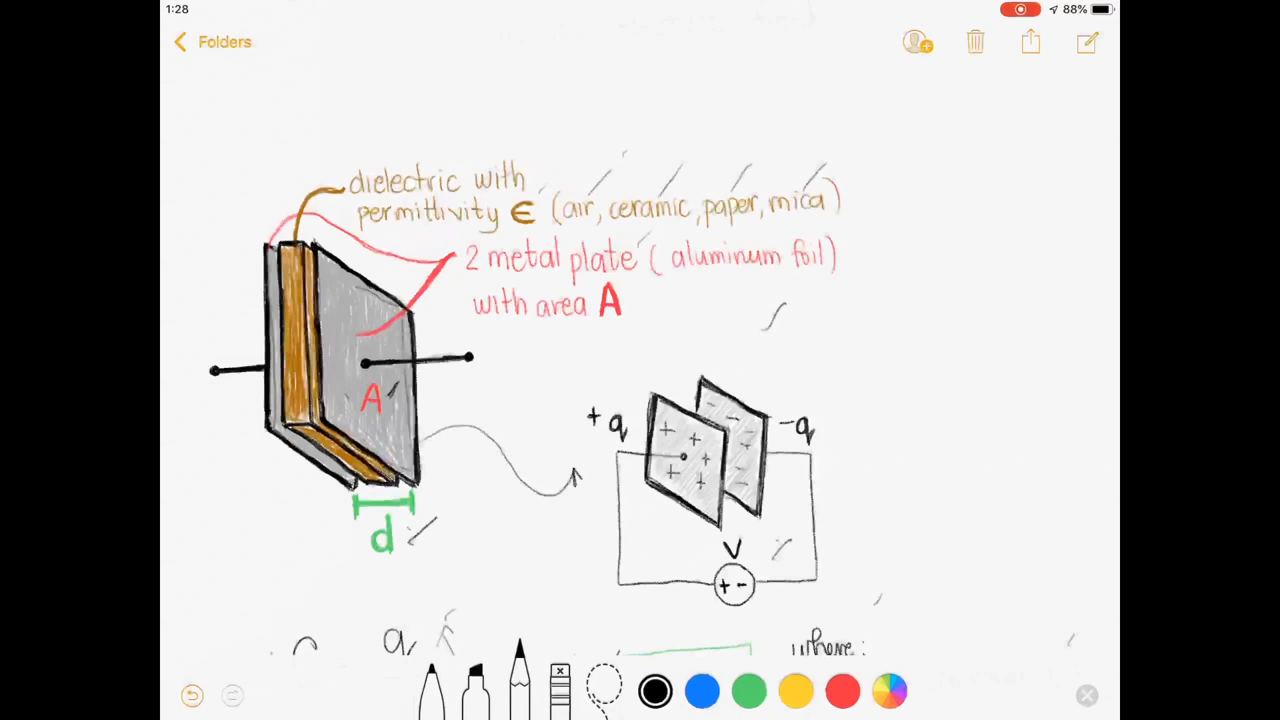 1:28
88%
Folders
dielectric with
permittivity ϵ (air, ceramic, paper, mica)
2 metal plate (aluminum foil)
with area A
A
+q
-q
d
V
+ -
q
where: